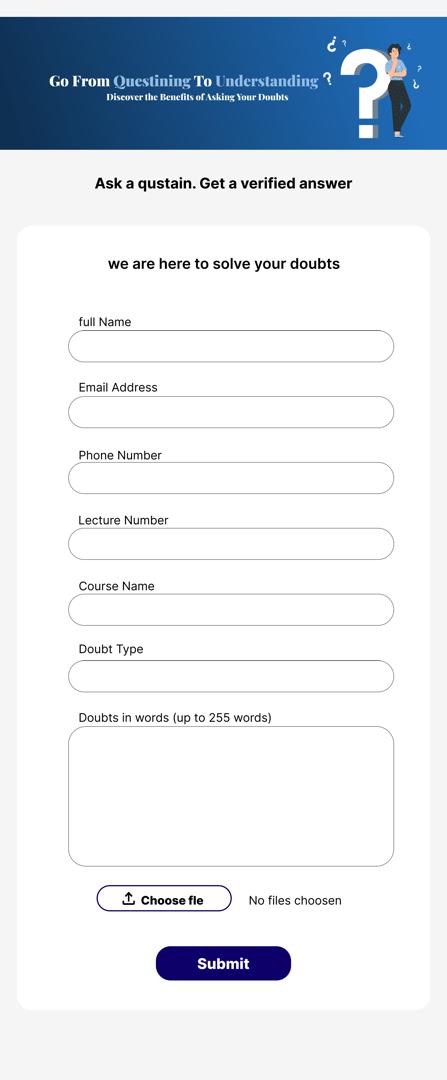 Go From Questining To Understanding
Discover the Benefits of Asking Your Doubts
Ask a qustain. Get a verified answer
we are here to solve your doubts
full Name
Email Address
Phone Number
Lecture Number
Course Name
Doubt Type
Doubts in words (up to 255 words)
Choose fle No files choosen
Submit